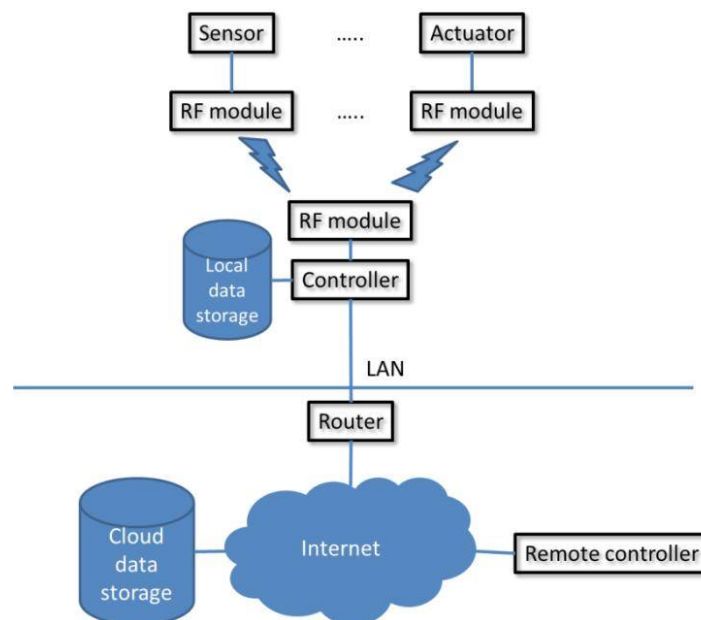 Sensor ..... Actuator
RF module ..... RF module
RF module
Local
data
storage
Controller
LAN
Router
Cloud
data
storage
Internet
Remote controller